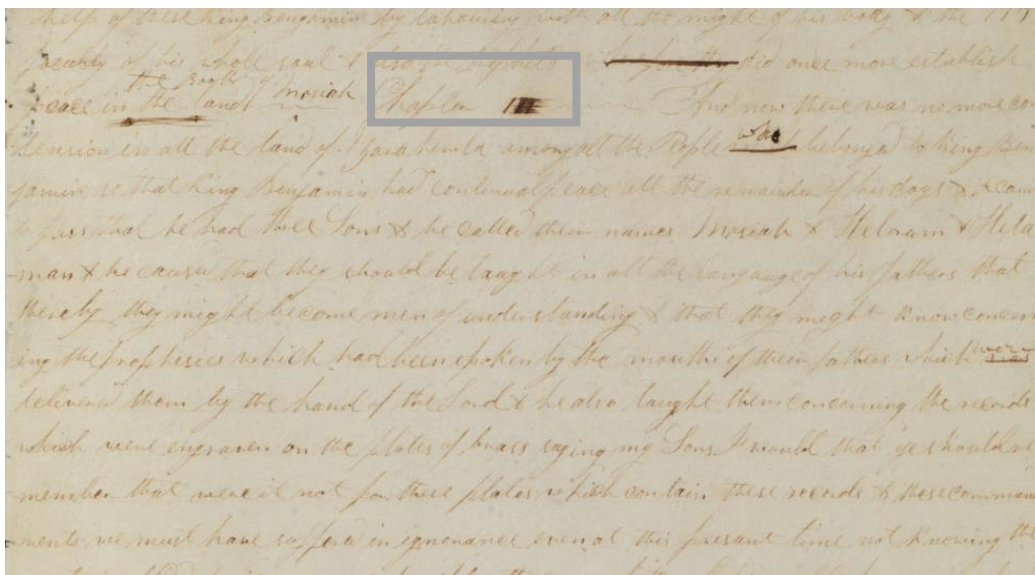 help of these King Benjamin by labouring with all the might of his body & the
faculty of his whole soul & also the prophets did once more establish
the Book of Mosiah
peace in the land Chapter III And now there was no more con
tension in all the land of Zarahemla among all the People was belonged to King Ben
jamin so that King Benjamin had continual peace all the remainder of his days & it came
to pass that he had three Sons & he called their names Mosiah & Helorum & Hela
man & he caused that they should be taught in all the language of his fathers that
thereby they might become men of understanding & that they might know concern
ing the prophesies which had been spoken by the mouths of their fathers which were
delivered them by the hand of the Lord & he also taught them concerning the records
which were engraven on the plates of brass saying my Sons I would that ye should re
member that were it not for these plates which contain these records & these command
ments we must have suffered in ignorance even at this present time not knowing the